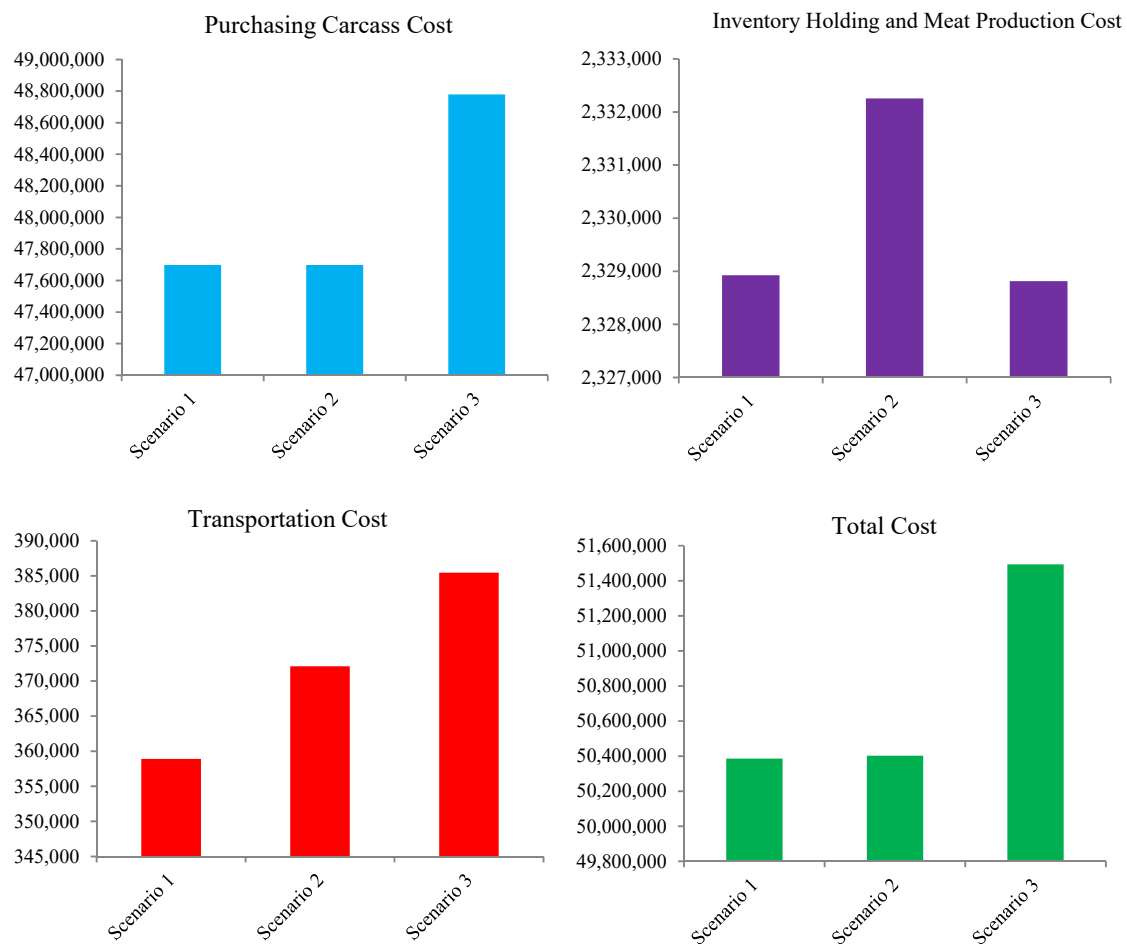 Purchasing Carcass Cost
49,000,000
48,800,000
48,600,000
48,400,000
48,200,000
48,000,000
47,800,000
47,600,000
47,400,000
47,200,000
47,000,000
Scenario 1
Scenario 2
Scenario 3
Inventory Holding and Meat Production Cost
2,333,000
2,332,000
2,331,000
2,330,000
2,329,000
2,328,000
2,327,000
Scenario 1
Scenario 2
Scenario 3
Transportation Cost
390,000
385,000
380,000
375,000
370,000
365,000
360,000
355,000
350,000
345,000
Scenario 1
Scenario 2
Scenario 3
Total Cost
51,600,000
51,400,000
51,200,000
51,000,000
50,800,000
50,600,000
50,400,000
50,200,000
50,000,000
49,800,000
Scenario 1
Scenario 2
Scenario 3